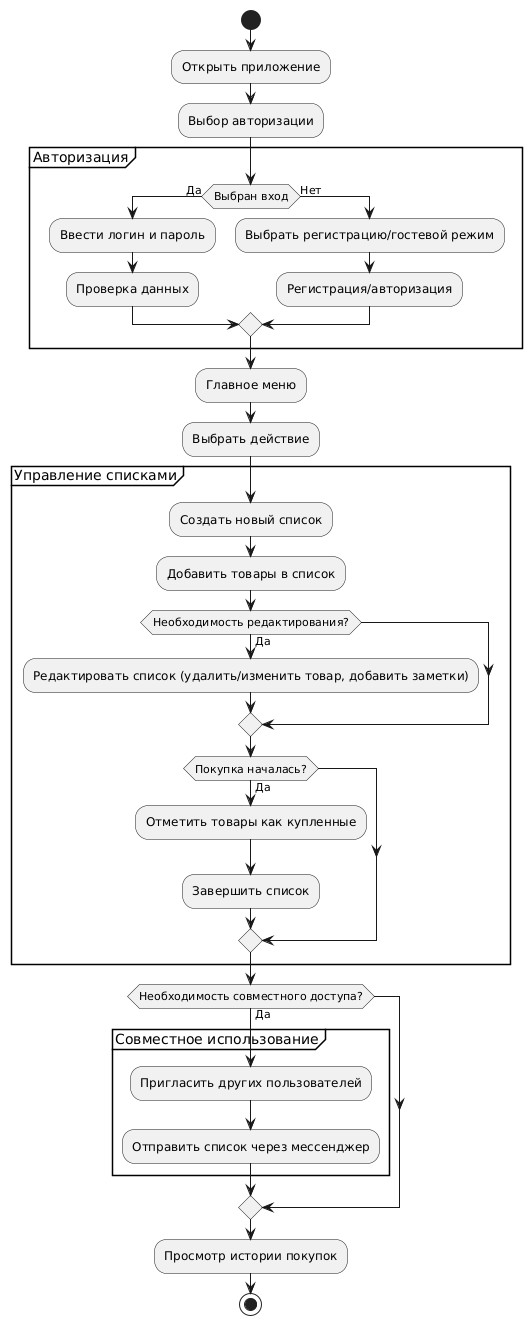 Открыть приложение
Выбор авторизации
Авторизация
Да
Выбран вход
Нет
Ввести логин и пароль
Выбрать регистрацию/гостевой режим
Проверка данных
Регистрация/авторизация
Главное меню
Выбрать действие
Управление списками
Создать новый список
Добавить товары в список
Необходимость редактирования?
Да
Редактировать список (удалить/изменить товар, добавить заметки)
Покупка началась?
Да
Отметить товары как купленные
Завершить список
Необходимость совместного доступа?
Да
Совместное использование
Пригласить других пользователей
Отправить список через мессенджер
Просмотр истории покупок